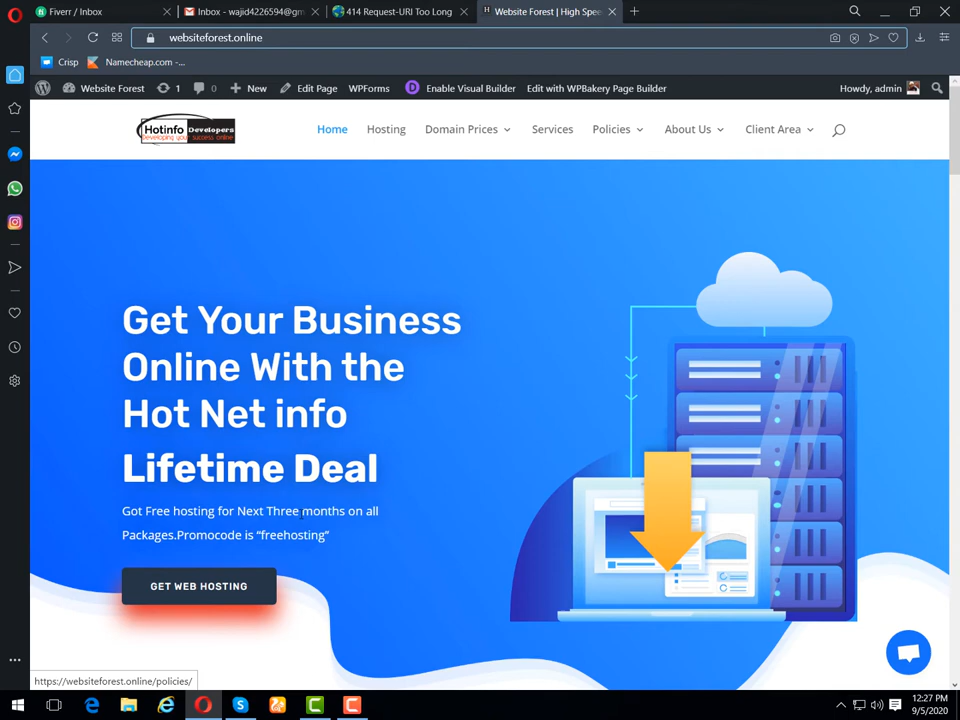 Fiverr / Inbox
Inbox - wajid4226594@gm
414 Request-URI Too Long
Website Forest | High Spee
websiteforest.online
Crisp
Namecheap.com -...
Website Forest
1
0
New
Edit Page
WPForms
Enable Visual Builder
Edit with WPBakery Page Builder
Howdy, admin
Hotinfo Developers
Developing your success online
Home
Hosting
Domain Prices
Services
Policies
About Us
Client Area
Get Your Business
Online With the
Hot Net info
Lifetime Deal
Got Free hosting for Next Three months on all
Packages.Promocode is “freehosting”
GET WEB HOSTING
https://websiteforest.online/policies/
12:27 PM
9/5/2020